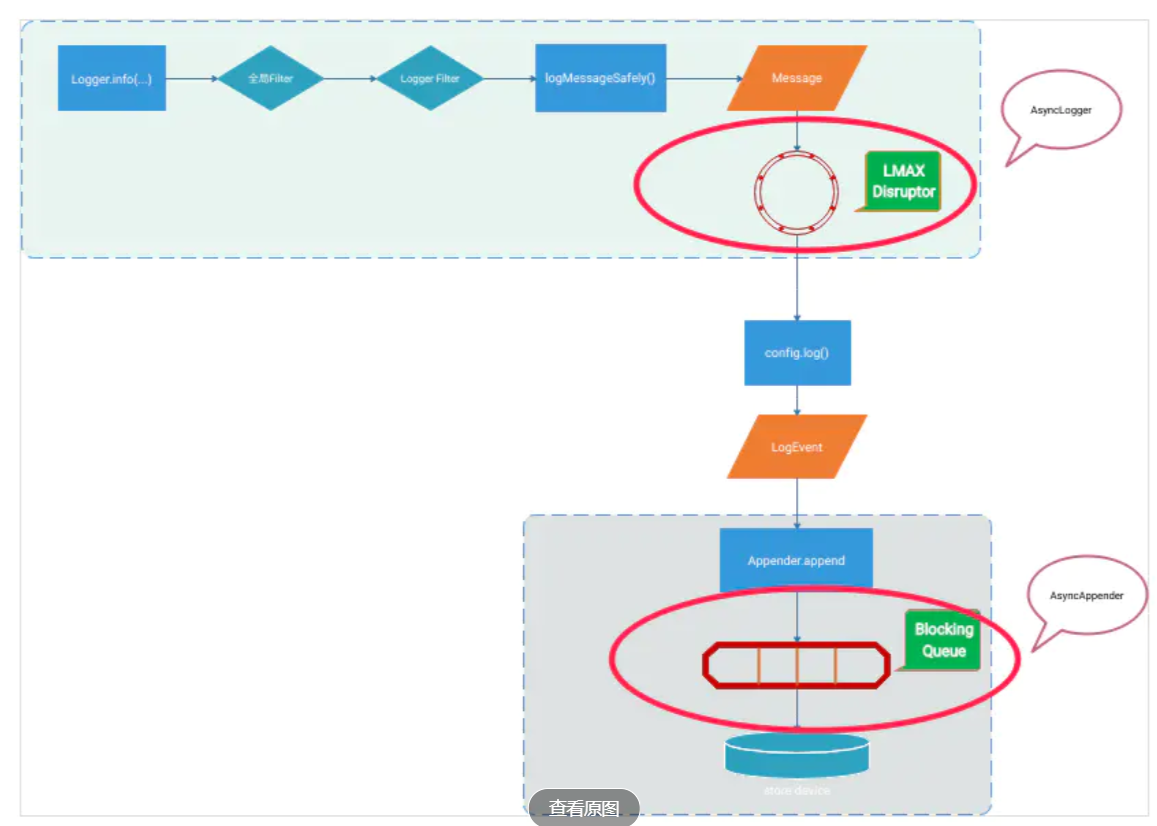 Logger.info(...)
全局Filter
Logger Filter
logMessageSafely()
Message
AsyncLogger
LMAX
Disruptor
config.log()
LogEvent
Appender.append
AsyncAppender
Blocking
Queue
store device
查看原图